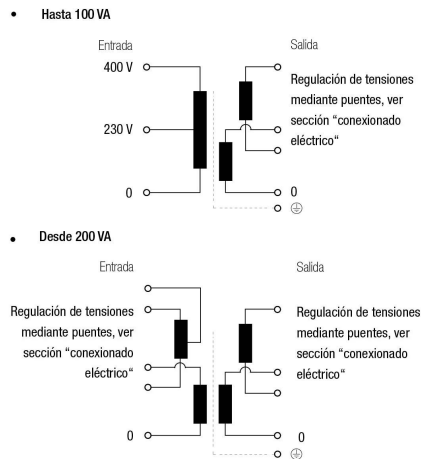 • Hasta 100 VA
Entrada
Salida
400 V
230 V
0
Regulación de tensiones
mediante puentes, ver
sección “conexionado
eléctrico“
0
• Desde 200 VA
Entrada
Salida
Regulación de tensiones
mediante puentes, ver
sección “conexionado
eléctrico“
0
Regulación de tensiones
mediante puentes, ver
sección “conexionado
eléctrico“
0